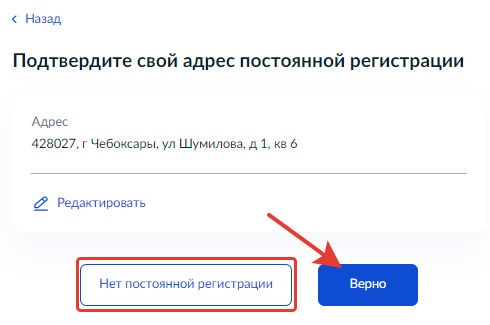 Назад
Подтвердите свой адрес постоянной регистрации
Адрес
428027, г Чебоксары, ул Шумилова, д 1, кв 6
Редактировать
Нет постоянной регистрации
Верно